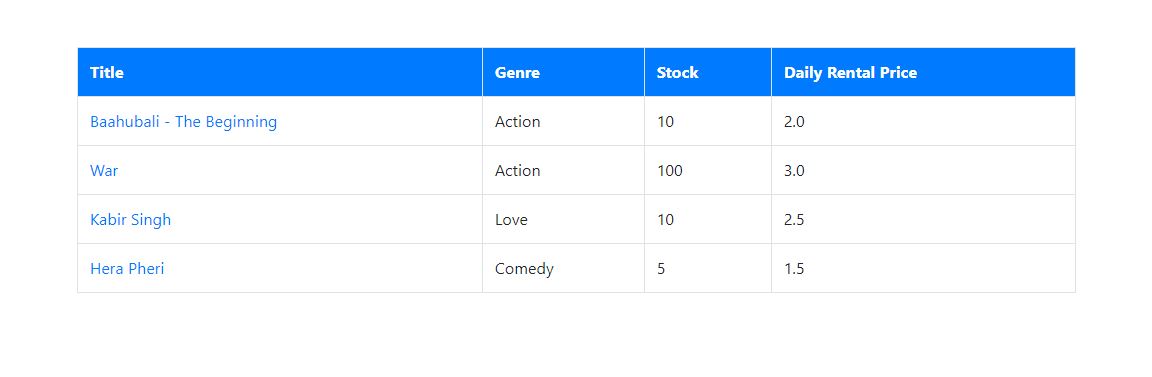 Title Genre Stock Daily Rental Price
Baahubali - The Beginning Action 10 2.0
War Action 100 3.0
Kabir Singh Love 10 2.5
Hera Pheri Comedy 5 1.5